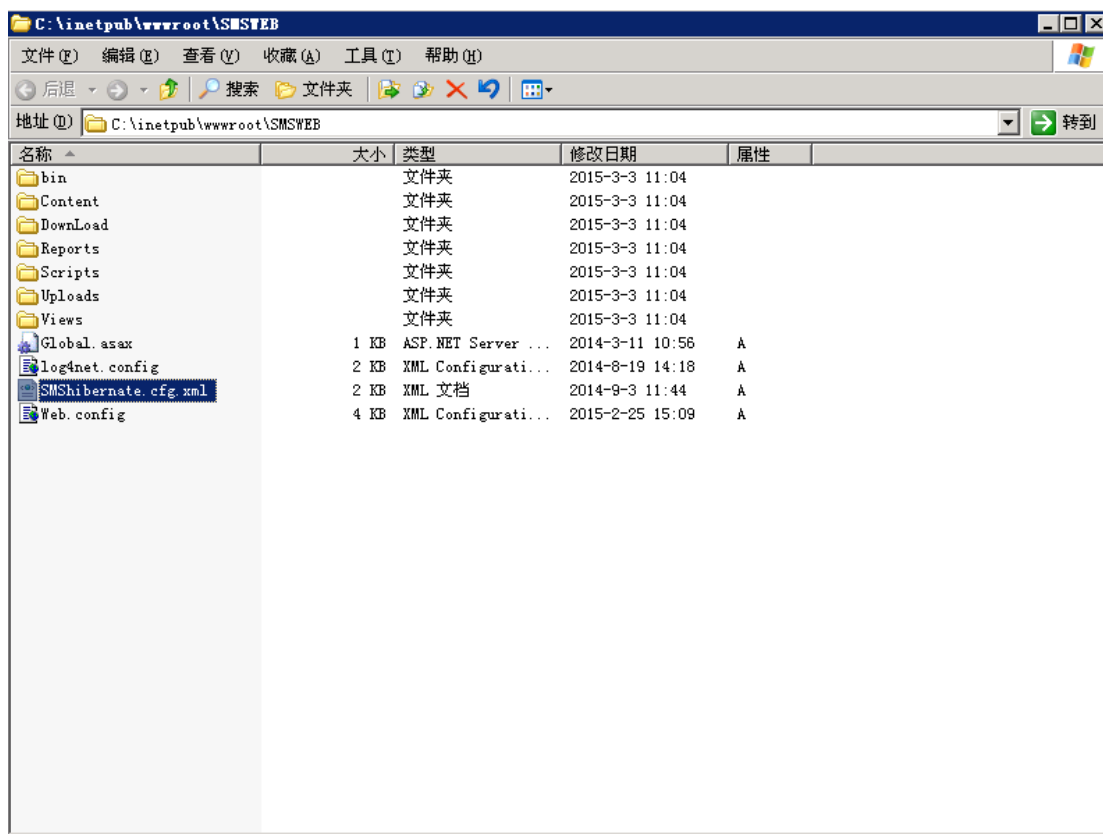 C:\inetpub\wwwroot\SMSWEB
文件(F) 编辑(E) 查看(V) 收藏(A) 工具(T) 帮助(H)
后退 搜索 文件夹
地址(D) C:\inetpub\wwwroot\SMSWEB 转到
名称 大小 类型 修改日期 属性
bin 文件夹 2015-3-3 11:04
Content 文件夹 2015-3-3 11:04
DownLoad 文件夹 2015-3-3 11:04
Reports 文件夹 2015-3-3 11:04
Scripts 文件夹 2015-3-3 11:04
Uploads 文件夹 2015-3-3 11:04
Views 文件夹 2015-3-3 11:04
Global.asax 1 KB ASP.NET Server ... 2014-3-11 10:56 A
log4net.config 2 KB XML Configurati... 2014-8-19 14:18 A
SMShibernate.cfg.xml 2 KB XML 文档 2014-9-3 11:44 A
Web.config 4 KB XML Configurati... 2015-2-25 15:09 A